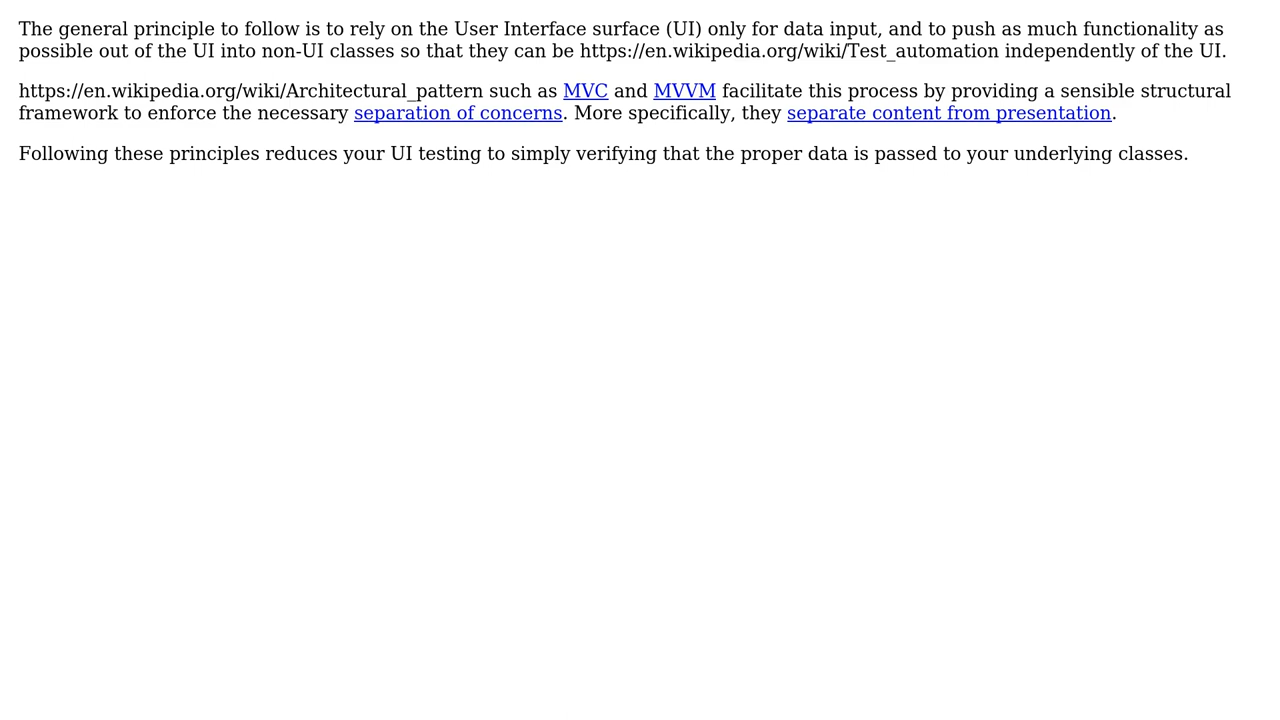 The general principle to follow is to rely on the User Interface surface (UI) only for data input, and to push as much functionality as
possible out of the UI into non-UI classes so that they can be https://en.wikipedia.org/wiki/Test_automation independently of the UI.
https://en.wikipedia.org/wiki/Architectural_pattern such as MVC and MVVM facilitate this process by providing a sensible structural
framework to enforce the necessary separation of concerns. More specifically, they separate content from presentation.
Following these principles reduces your UI testing to simply verifying that the proper data is passed to your underlying classes.